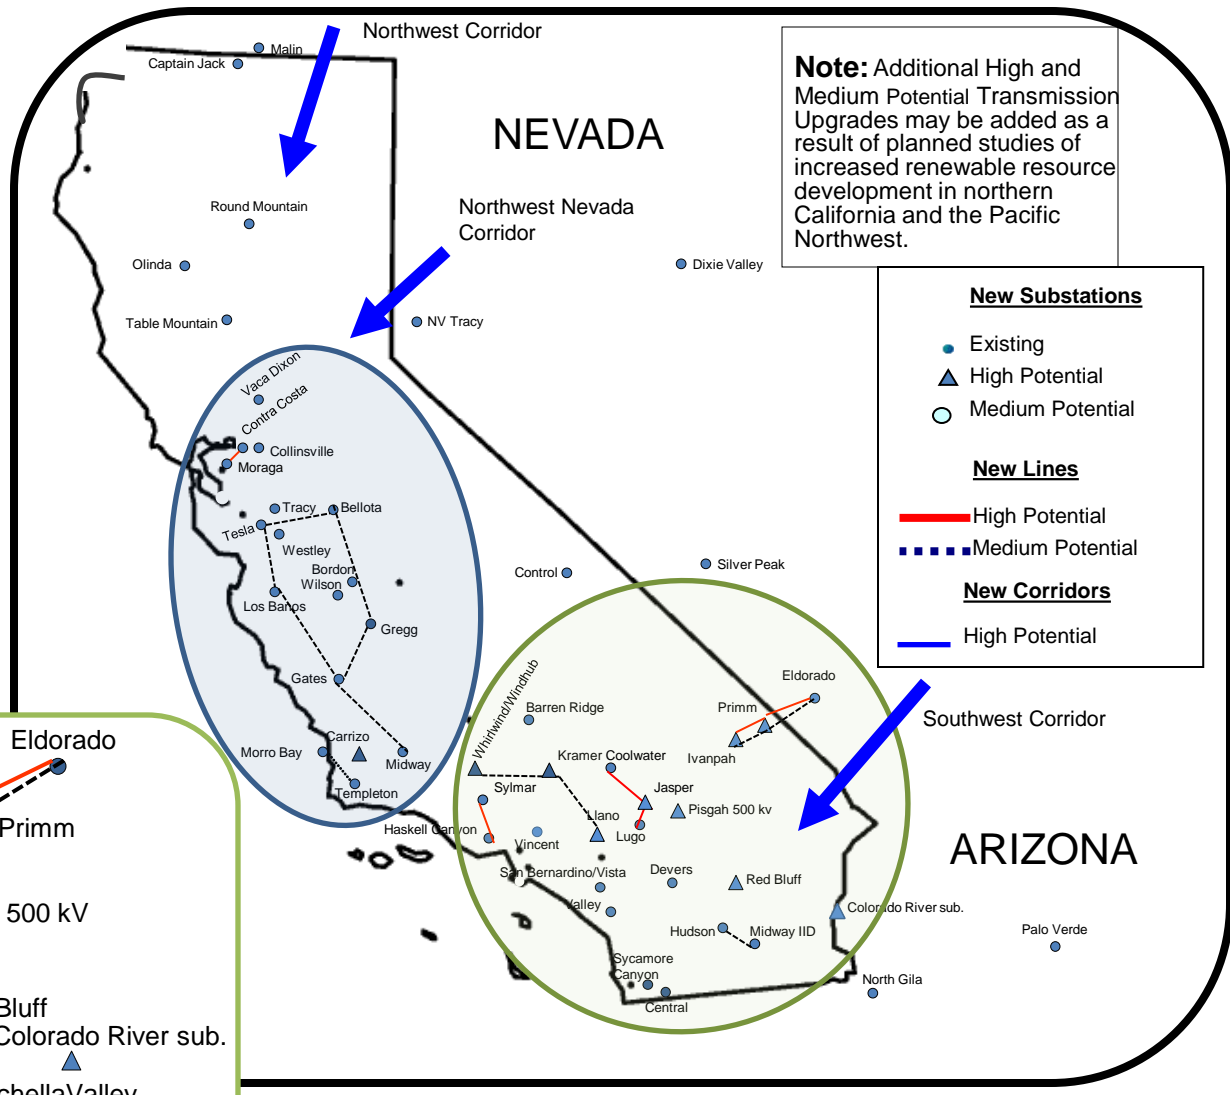 Northwest Corridor
Malin
Captain Jack
NEVADA
Note: Additional High and
Medium Potential Transmission
Upgrades may be added as a
result of planned studies of
increased renewable resource
development in northern
California and the Pacific
Northwest.
Round Mountain
Northwest Nevada
Corridor
Olinda
Dixie Valley
Table Mountain
NV Tracy
New Substations
Existing
High Potential
Medium Potential
New Lines
High Potential
Medium Potential
New Corridors
High Potential
Vaca Dixon
Contra Costa
Collinsville
Moraga
Tracy
Bellota
Tesla
Westley
Bordon
Wilson
Los Banos
Gregg
Gates
Control
Silver Peak
Carrizo
Morro Bay
Midway
Templeton
Eldorado
Primm
Ivanpah
Southwest Corridor
Whirlwind/Windhub
Barren Ridge
Kramer Coolwater
Sylmar
Jasper
Llano
Pisgah 500 kv
Lugo
Haskell Canyon
Vincent
San Bernardino/Vista
Devers
Red Bluff
Valley
Colorado River sub.
ARIZONA
Hudson
Midway IID
Palo Verde
Sycamore
Canyon
Central
North Gila
Eldorado
Primm
500 kV
Bluff
Colorado River sub.
chellaValley